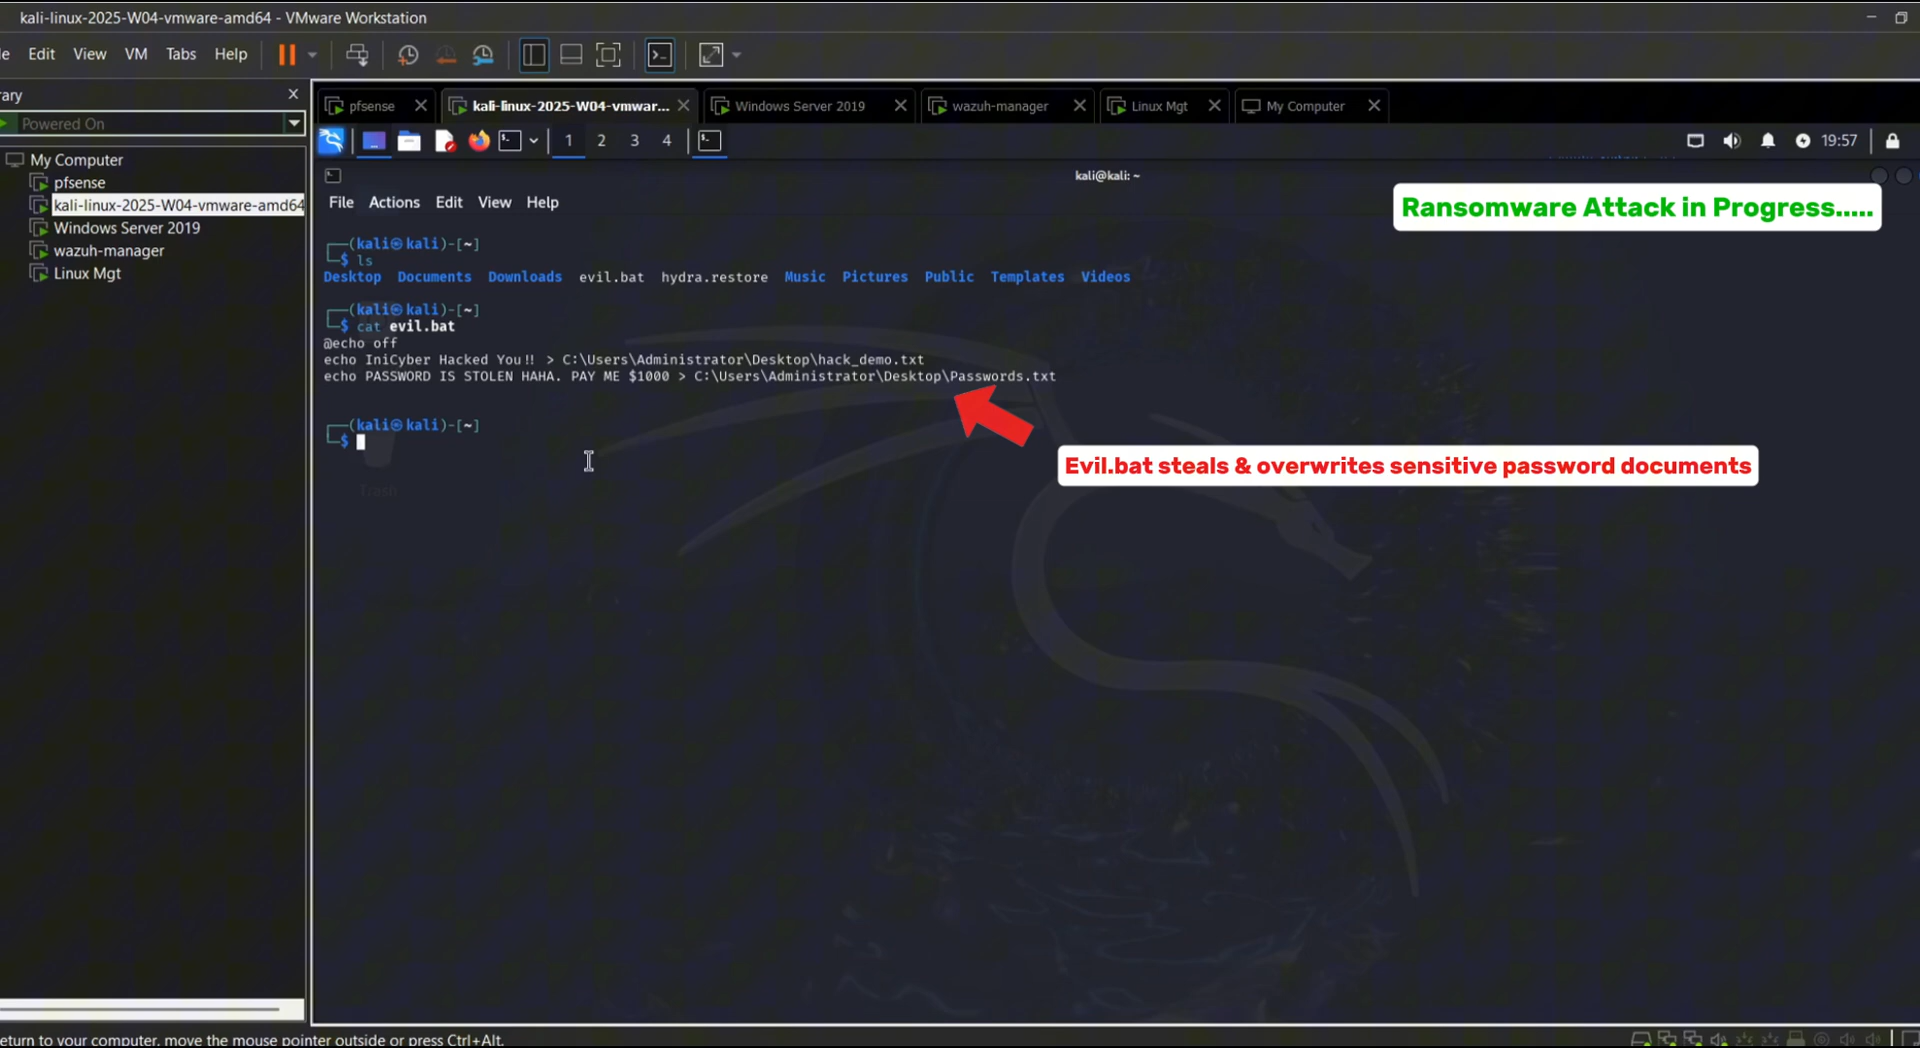 kali-linux-2025-W04-vmware-amd64 - VMware Workstation
le Edit View VM Tabs Help
ary
Powered On
My Computer
pfsense
kali-linux-2025-W04-vmware-amd64
Windows Server 2019
wazuh-manager
Linux Mgt
pfsense kali-linux-2025-W04-vmwar... Windows Server 2019 wazuh-manager Linux Mgt My Computer
1 2 3 4 19:57
kali@kali: ~
File Actions Edit View Help
Ransomware Attack in Progress.....
┌──(kali㉿kali)-[~]
└─$ ls
Desktop Documents Downloads evil.bat hydra.restore Music Pictures Public Templates Videos
┌──(kali㉿kali)-[~]
└─$ cat evil.bat
@echo off
echo IniCyber Hacked You!! > C:\Users\Administrator\Desktop\hack_demo.txt
echo PASSWORD IS STOLEN HAHA. PAY ME $1000 > C:\Users\Administrator\Desktop\Passwords.txt
┌──(kali㉿kali)-[~]
└─$
Evil.bat steals & overwrites sensitive password documents
Trash
eturn to your computer, move the mouse pointer outside or press Ctrl+Alt.